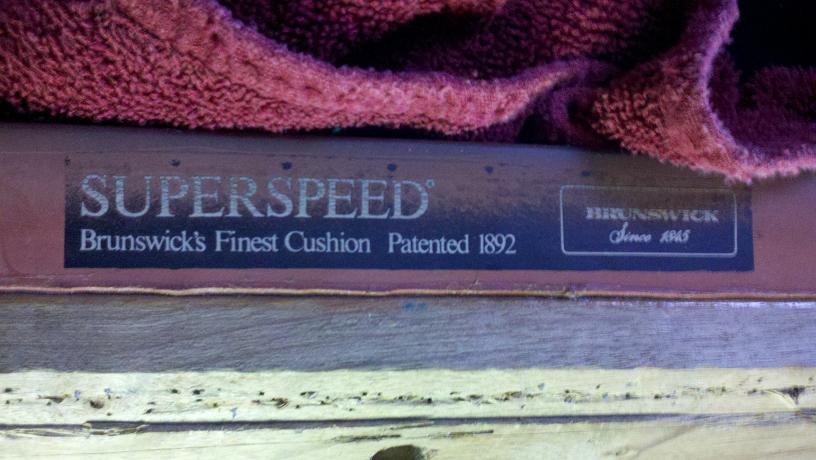 SUPERSPEED®
Brunswick's Finest Cushion Patented 1892
BRUNSWICK
Since 1845